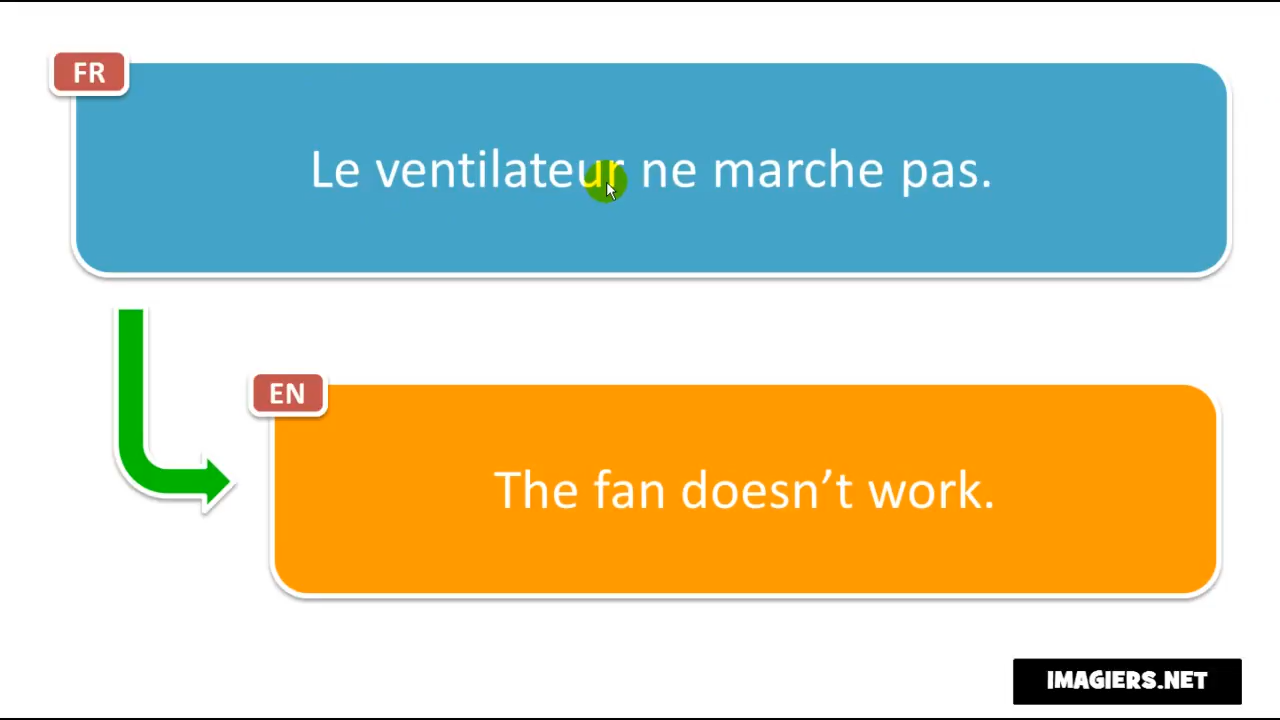 FR
Le ventilateur ne marche pas.
EN
The fan doesn’t work.
IMAGIERS.NET